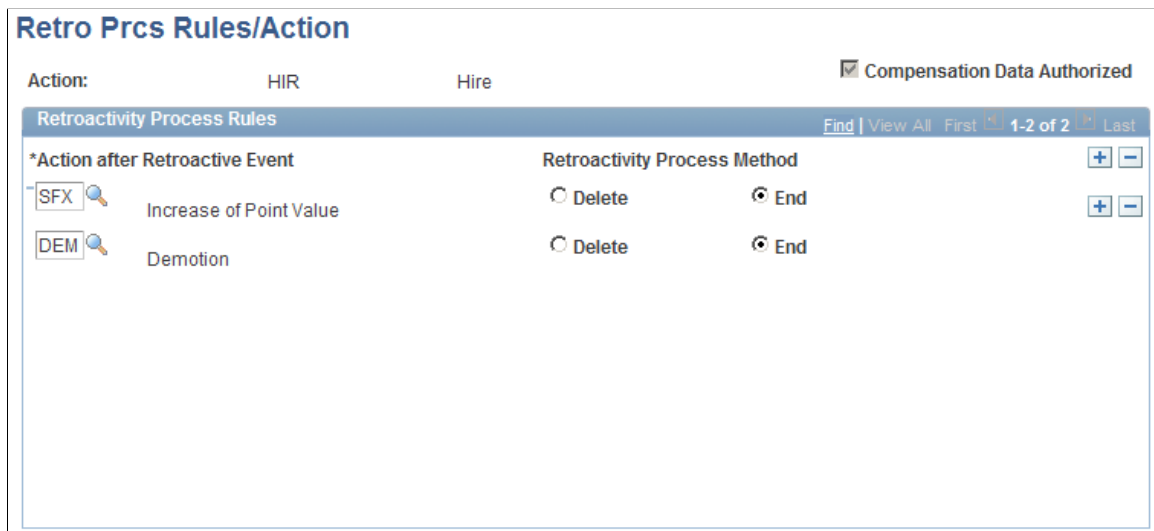 Retro Prcs Rules/Action
Action: HIR Hire Compensation Data Authorized
Retroactivity Process Rules Find | View All First 1-2 of 2 Last
*Action after Retroactive Event Retroactivity Process Method
SFX Increase of Point Value Delete End
DEM Demotion Delete End